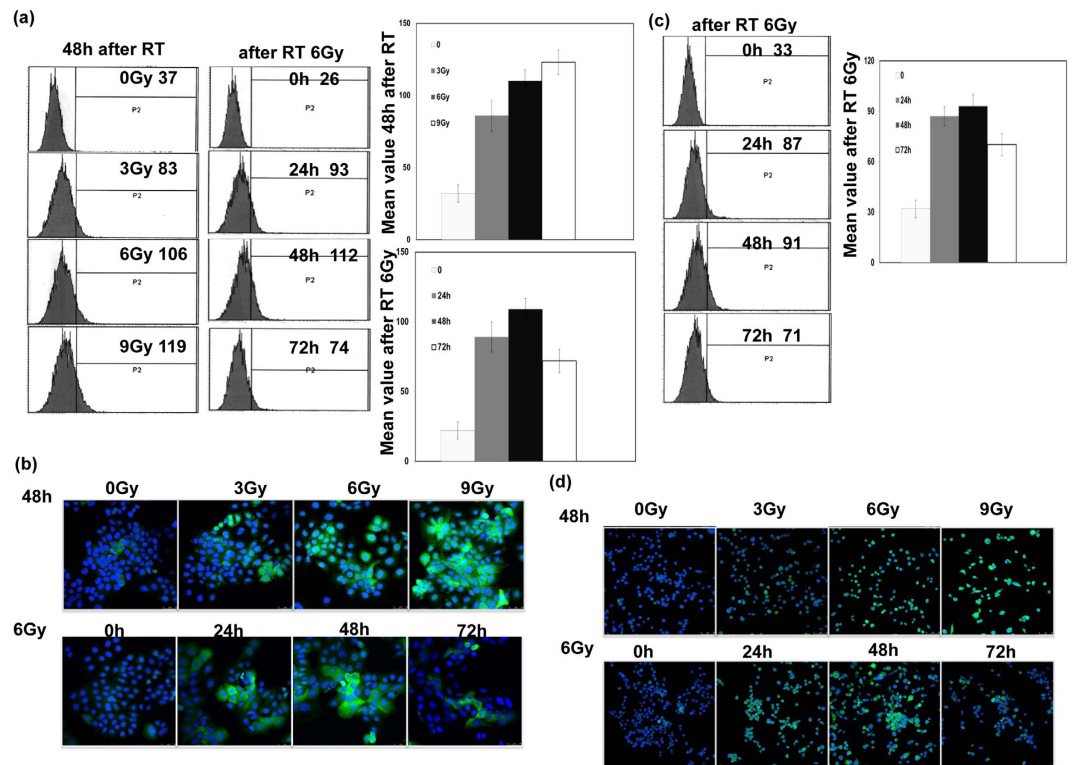 (a)
48h after RT
after RT 6Gy
0Gy 37
P2
3Gy 83
P2
6Gy 106
P2
9Gy 119
P2
0h 26
P2
24h 93
P2
48h 112
P2
72h 74
P2
Mean value 48h after RT
150
100
50
0
0
3Gy
6Gy
9Gy
Mean value after RT 6Gy
150
100
50
0
0
24h
48h
72h
(c)
after RT 6Gy
0h 33
P2
24h 87
P2
48h 91
P2
72h 71
P2
Mean value after RT 6Gy
120
90
60
30
0
0
24h
48h
72h
(b)
0Gy 3Gy 6Gy 9Gy
48h
6Gy
0h 24h 48h 72h
(d)
0Gy 3Gy 6Gy 9Gy
48h
6Gy
0h 24h 48h 72h